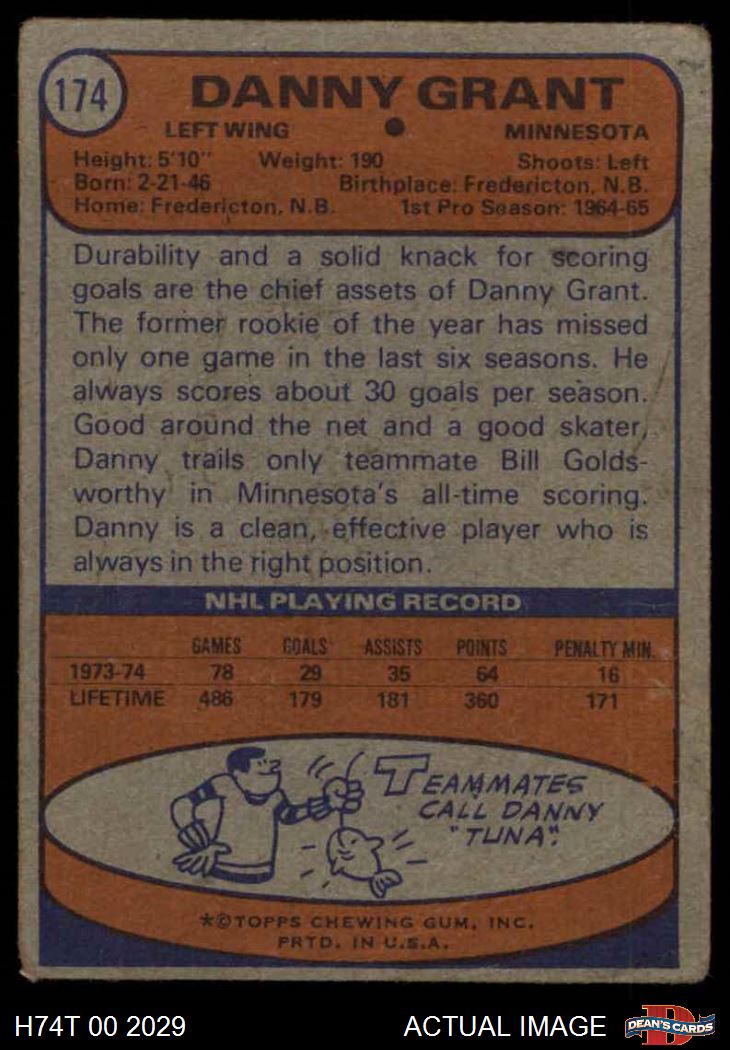 174
DANNY GRANT
LEFT WING MINNESOTA
Height: 5'10" Weight: 190 Shoots: Left
Born: 2-21-46 Birthplace: Fredericton, N.B.
Home: Fredericton, N.B. 1st Pro Season: 1964-65
Durability and a solid knack for scoring
goals are the chief assets of Danny Grant.
The former rookie of the year has missed
only one game in the last six seasons. He
always scores about 30 goals per season.
Good around the net and a good skater,
Danny trails only teammate Bill Golds-
worthy in Minnesota's all-time scoring.
Danny is a clean, effective player who is
always in the right position.
NHL PLAYING RECORD
GAMES GOALS ASSISTS POINTS PENALTY MIN.
1973-74 78 29 35 64 16
LIFETIME 486 179 181 360 171
TEAMMATES
CALL DANNY
"TUNA".
*©TOPPS CHEWING GUM, INC.
PRTD. IN U.S.A.
H74T 00 2029 ACTUAL IMAGE D DEAN'S CARDS